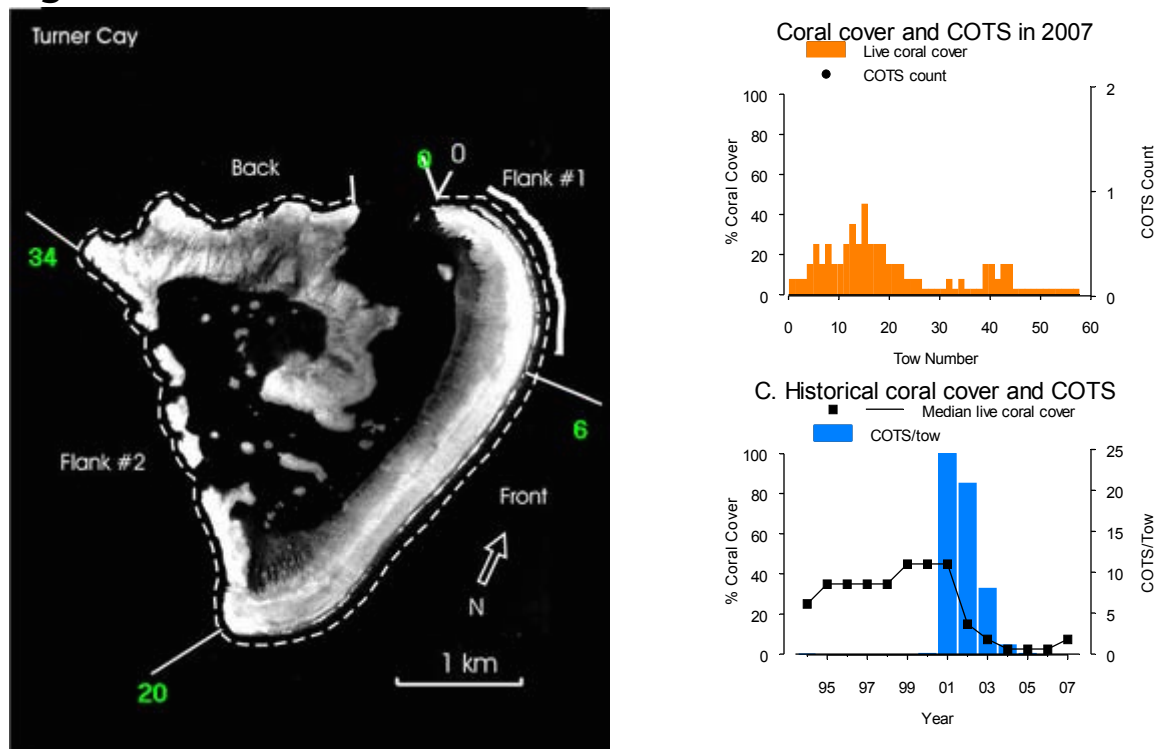 Turner Cay
Back
0 0
Flank #1
34
6
Flank #2
Front
N
1 km
20
Coral cover and COTS in 2007
Live coral cover
COTS count
100
80
60
40
20
0
% Coral Cover
2
1
0
COTS Count
0 10 20 30 40 50 60
Tow Number
C. Historical coral cover and COTS
Median live coral cover
COTS/tow
100
80
60
40
20
0
% Coral Cover
25
20
15
10
5
0
COTS/Tow
95 97 99 01 03 05 07
Year